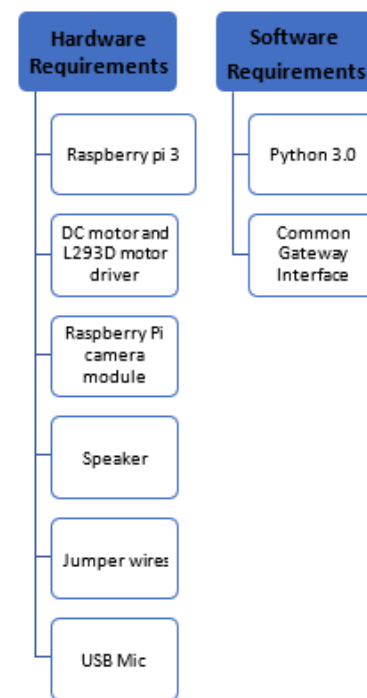 Hardware
Requirements
Raspberry pi 3
DC motor and
L293D motor
driver
Raspberry Pi
camera
module
Speaker
Jumper wires
USB Mic
Software
Requirements
Python 3.0
Common
Gateway
Interface